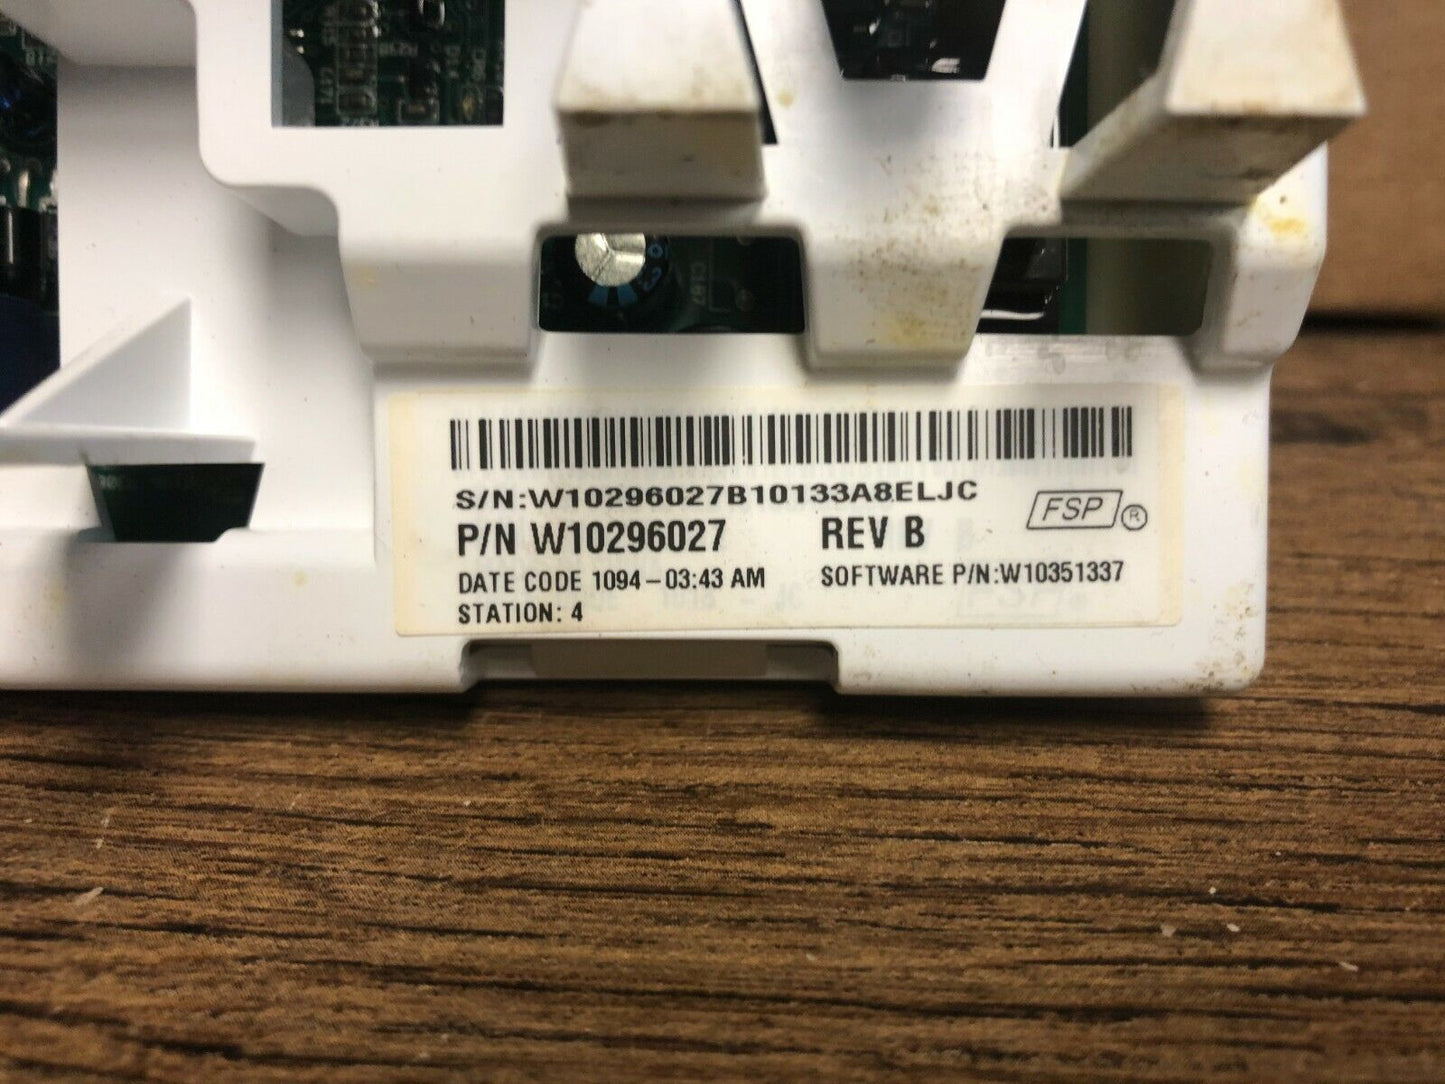 S/N:W10296027B10133A8ELJC
P/N W10296027 REV B FSP ®
DATE CODE 1094-03:43 AM SOFTWARE P/N:W10351337
STATION: 4